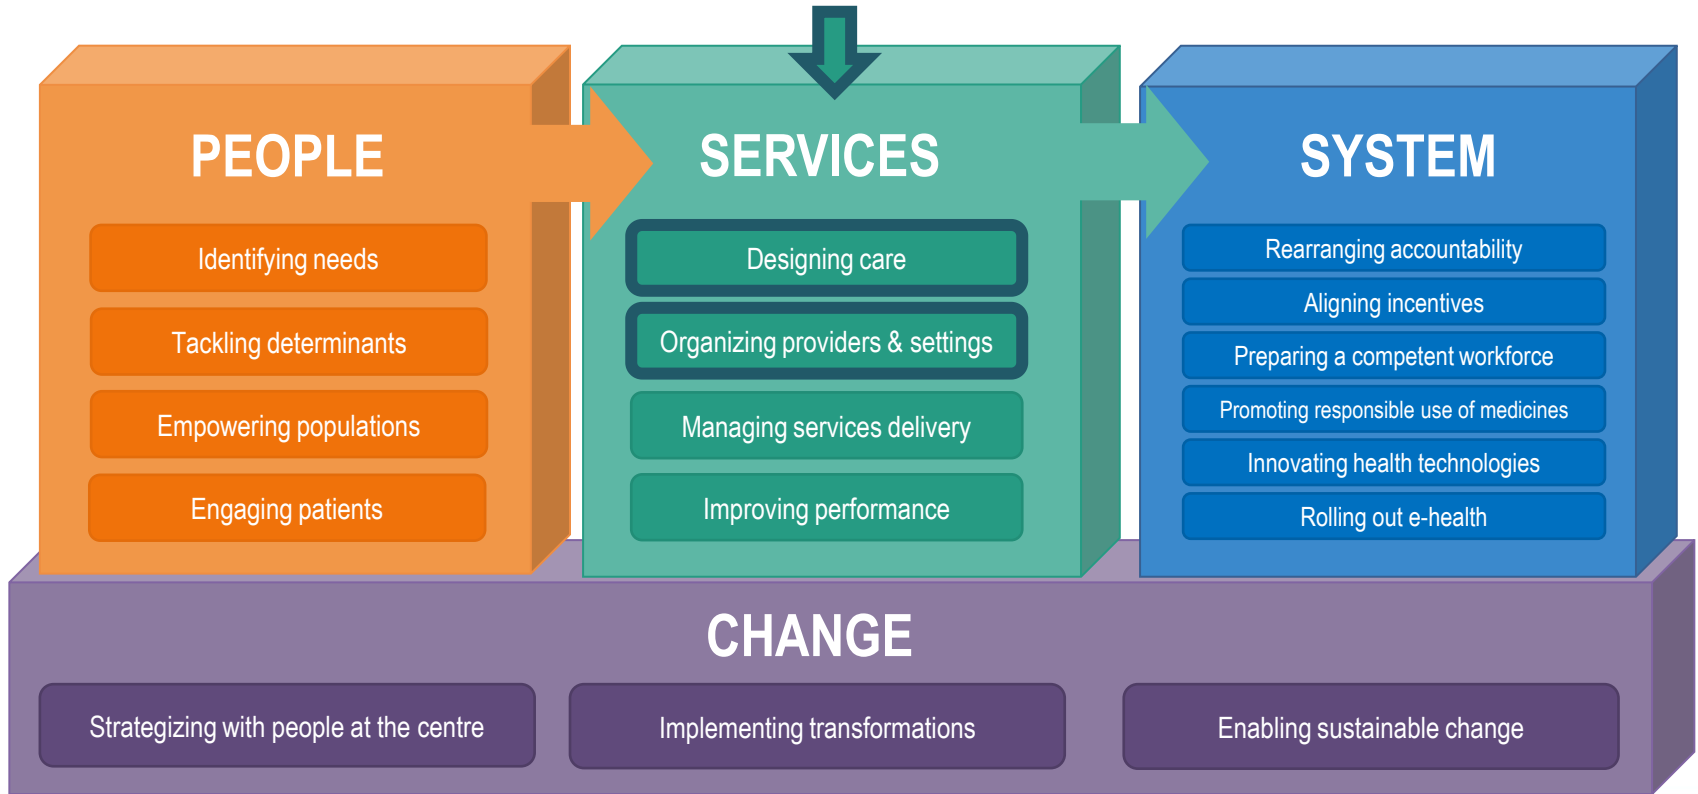 PEOPLE
Identifying needs
Tackling determinants
Empowering populations
Engaging patients
SERVICES
Designing care
Organizing providers & settings
Managing services delivery
Improving performance
SYSTEM
Rearranging accountability
Aligning incentives
Preparing a competent workforce
Promoting responsible use of medicines
Innovating health technologies
Rolling out e-health
CHANGE
Strategizing with people at the centre
Implementing transformations
Enabling sustainable change